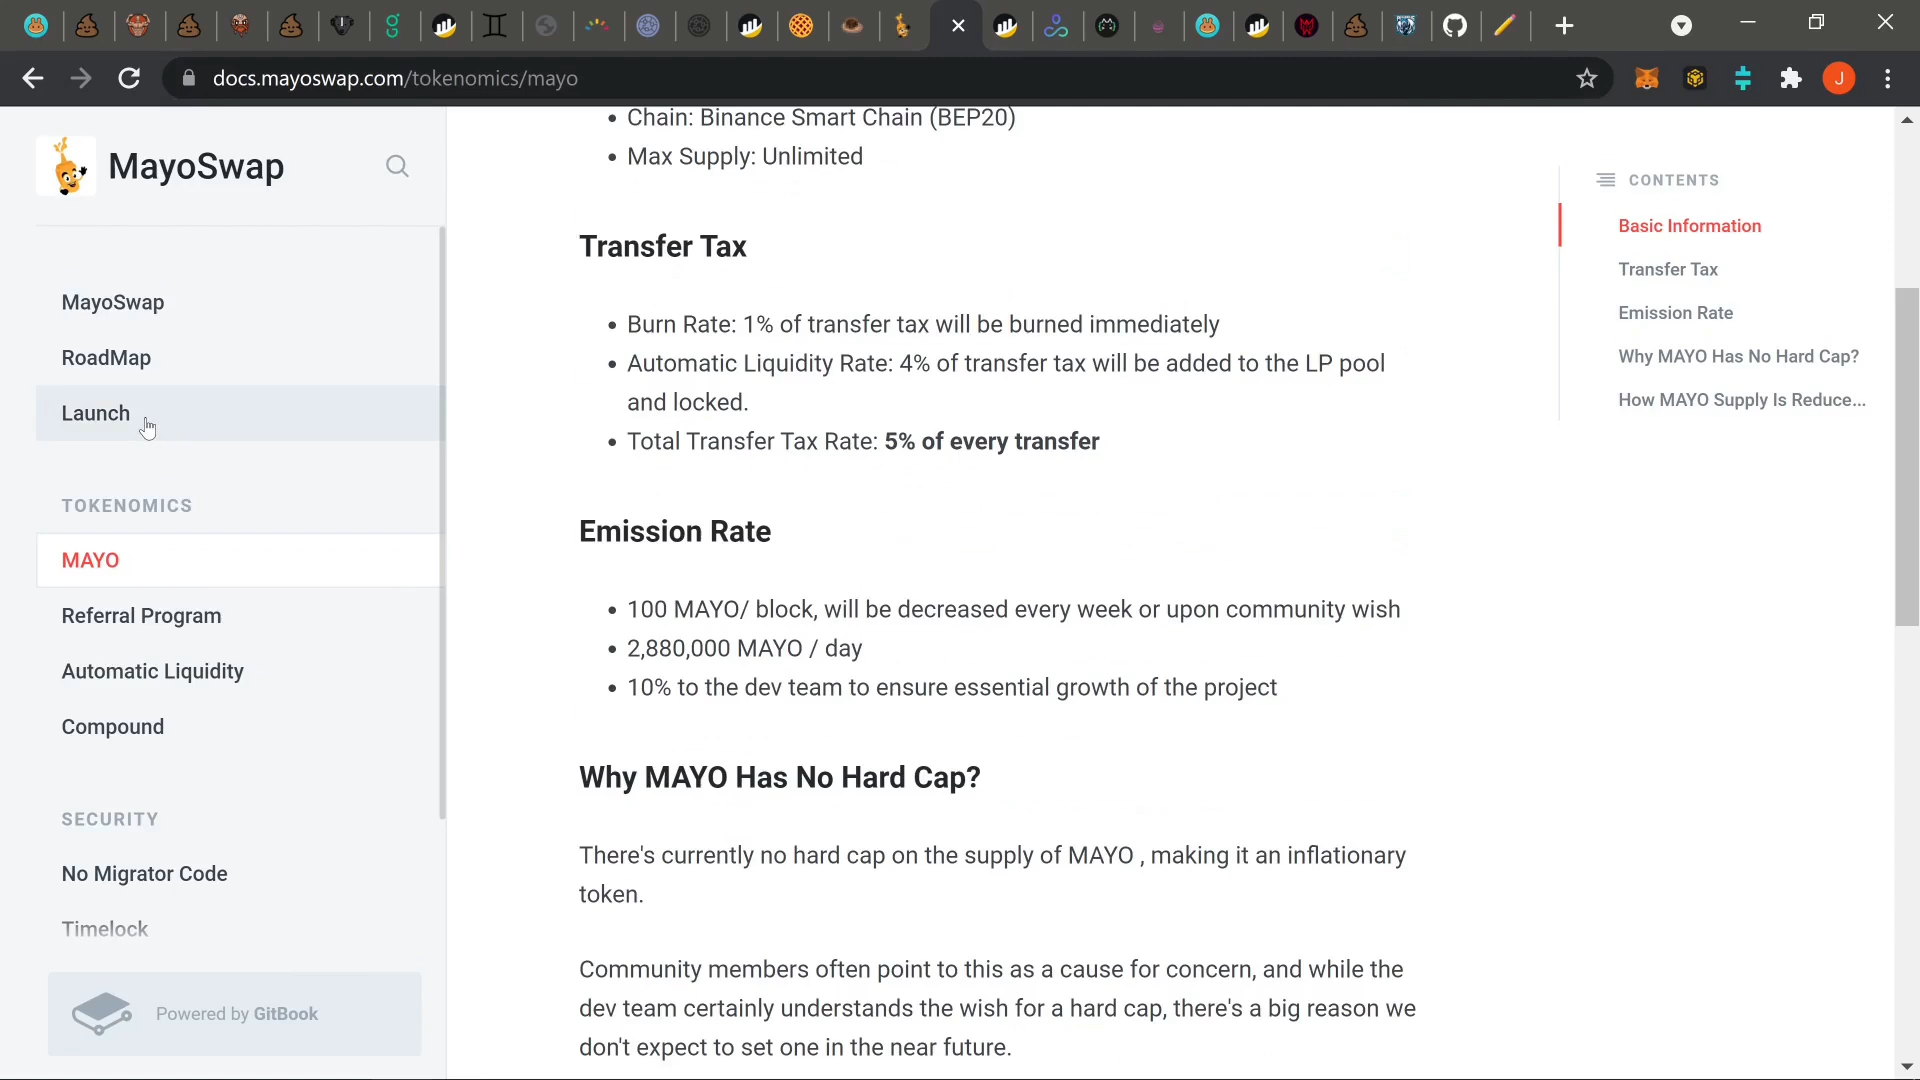 docs.mayoswap.com/tokenomics/mayo
J
MayoSwap
MayoSwap
RoadMap
Launch
TOKENOMICS
MAYO
Referral Program
Automatic Liquidity
Compound
SECURITY
No Migrator Code
Timelock
Powered by GitBook
• Chain: Binance Smart Chain (BEP20)
• Max Supply: Unlimited
Transfer Tax
• Burn Rate: 1% of transfer tax will be burned immediately
• Automatic Liquidity Rate: 4% of transfer tax will be added to the LP pool
and locked.
• Total Transfer Tax Rate: 5% of every transfer
Emission Rate
• 100 MAYO/ block, will be decreased every week or upon community wish
• 2,880,000 MAYO / day
• 10% to the dev team to ensure essential growth of the project
Why MAYO Has No Hard Cap?
There's currently no hard cap on the supply of MAYO , making it an inflationary
token.
Community members often point to this as a cause for concern, and while the
dev team certainly understands the wish for a hard cap, there's a big reason we
don't expect to set one in the near future.
CONTENTS
Basic Information
Transfer Tax
Emission Rate
Why MAYO Has No Hard Cap?
How MAYO Supply Is Reduce...